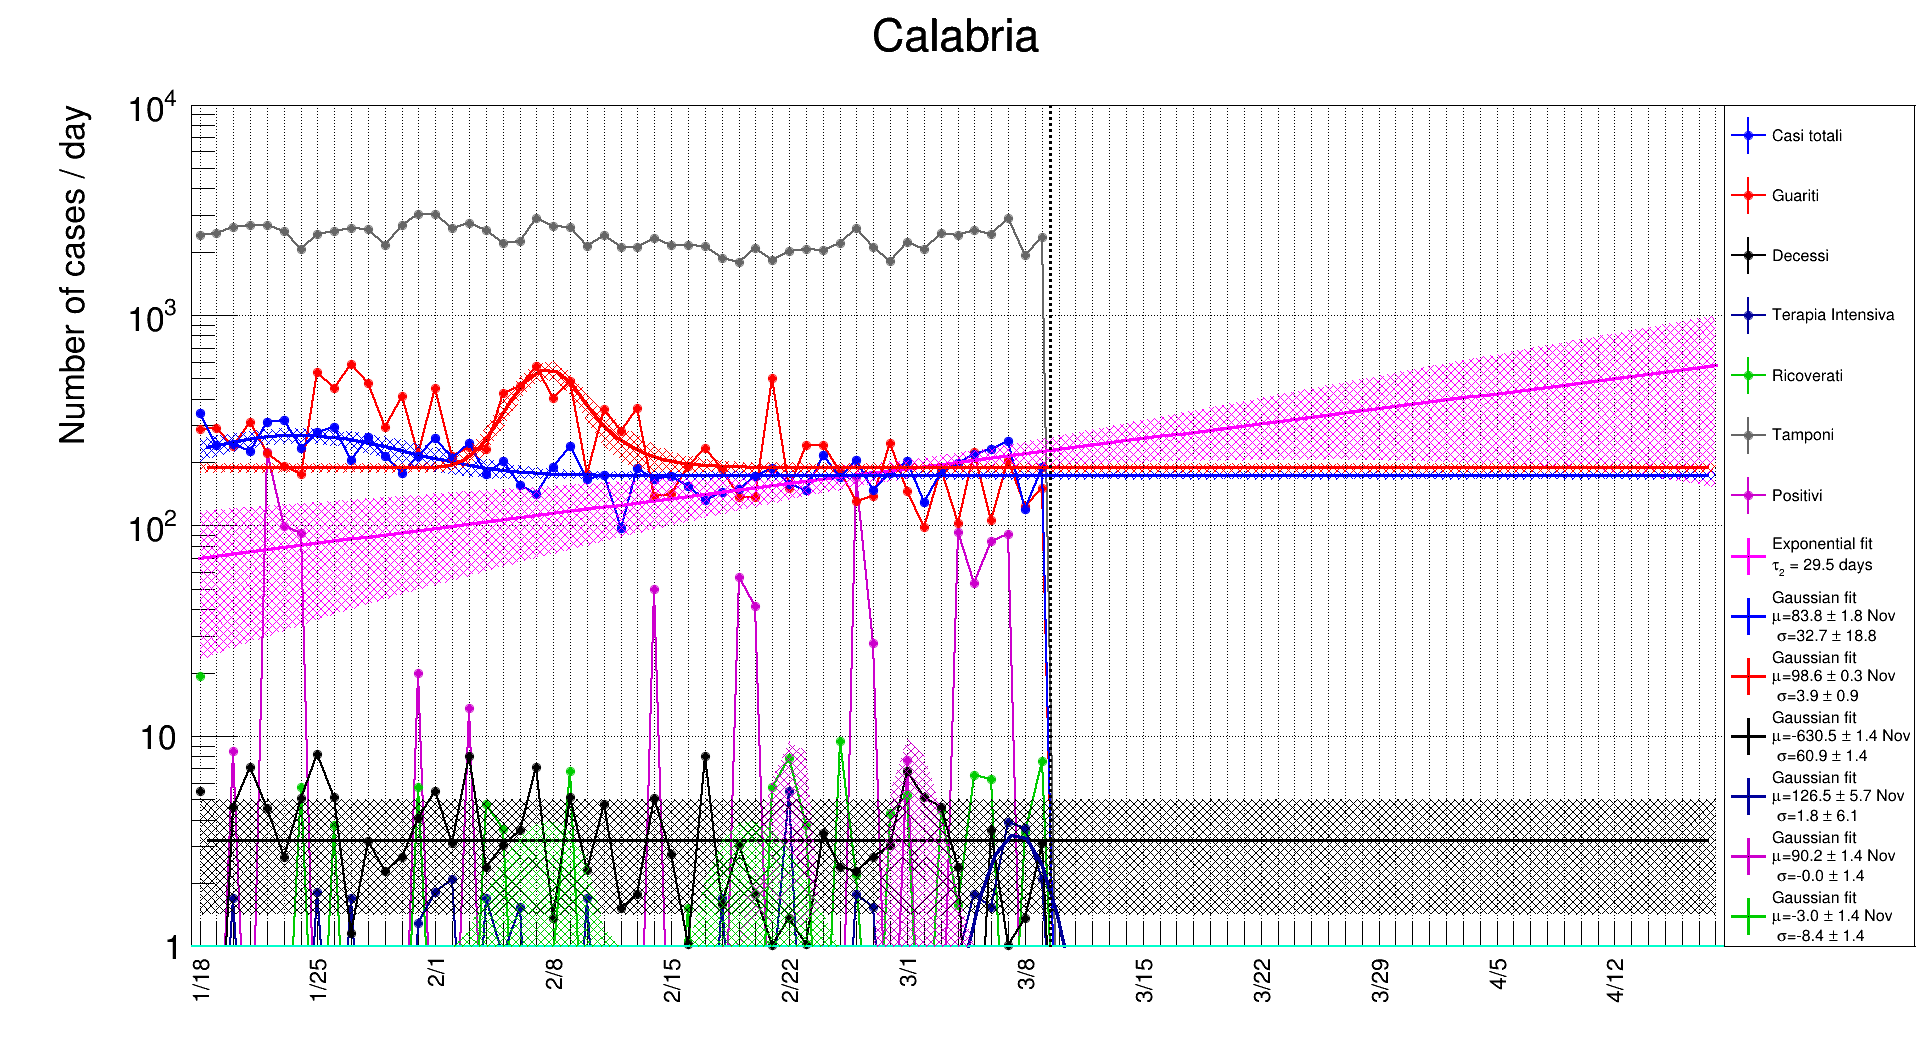 Calabria
Number of cases / day
10⁴
10³
10²
10
1
1/18
1/25
2/1
2/8
2/15
2/22
3/1
3/8
3/15
3/22
3/29
4/5
4/12
Casi totali
Guariti
Decessi
Terapia Intensiva
Ricoverati
Tamponi
Positivi
Exponential fit
τ₂ = 29.5 days
Gaussian fit
μ=83.8 ± 1.8 Nov
σ=32.7 ± 18.8
Gaussian fit
μ=98.6 ± 0.3 Nov
σ=3.9 ± 0.9
Gaussian fit
μ=-630.5 ± 1.4 Nov
σ=60.9 ± 1.4
Gaussian fit
μ=126.5 ± 5.7 Nov
σ=1.8 ± 6.1
Gaussian fit
μ=90.2 ± 1.4 Nov
σ=-0.0 ± 1.4
Gaussian fit
μ=-3.0 ± 1.4 Nov
σ=-8.4 ± 1.4